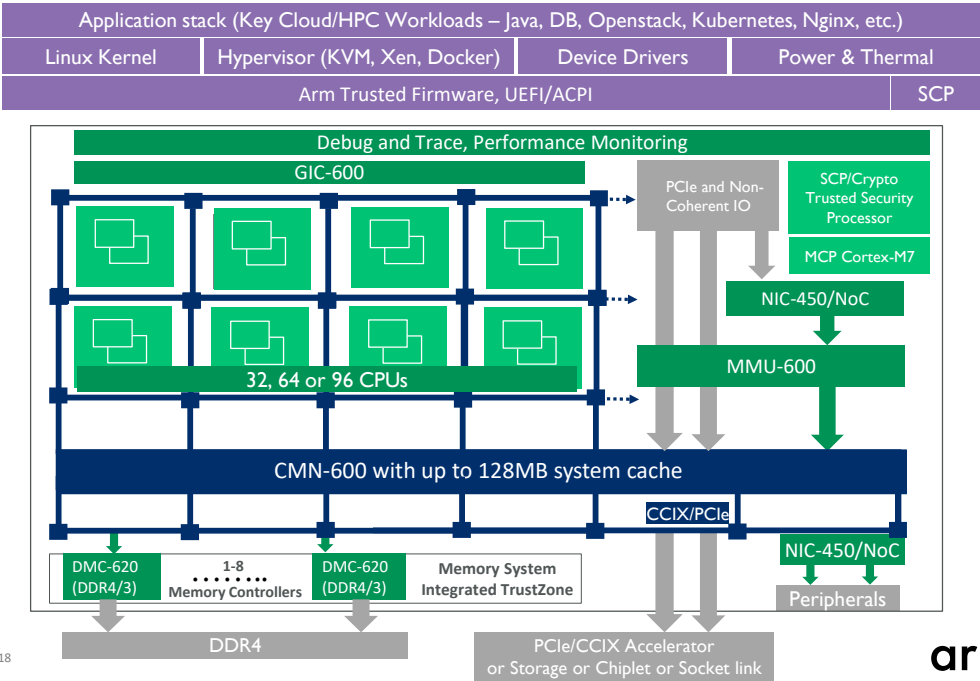 Application stack (Key Cloud/HPC Workloads – Java, DB, Openstack, Kubernetes, Nginx, etc.)
Linux Kernel
Hypervisor (KVM, Xen, Docker)
Device Drivers
Power & Thermal
Arm Trusted Firmware, UEFI/ACPI
SCP
Debug and Trace, Performance Monitoring
GIC-600
PCIe and Non-
Coherent IO
SCP/Crypto
Trusted Security
Processor
MCP Cortex-M7
NIC-450/NoC
MMU-600
32, 64 or 96 CPUs
CMN-600 with up to 128MB system cache
CCIX/PCIe
DMC-620
(DDR4/3)
1-8
Memory Controllers
DMC-620
(DDR4/3)
Memory System
Integrated TrustZone
NIC-450/NoC
Peripherals
DDR4
PCIe/CCIX Accelerator
or Storage or Chiplet or Socket link
18
ar